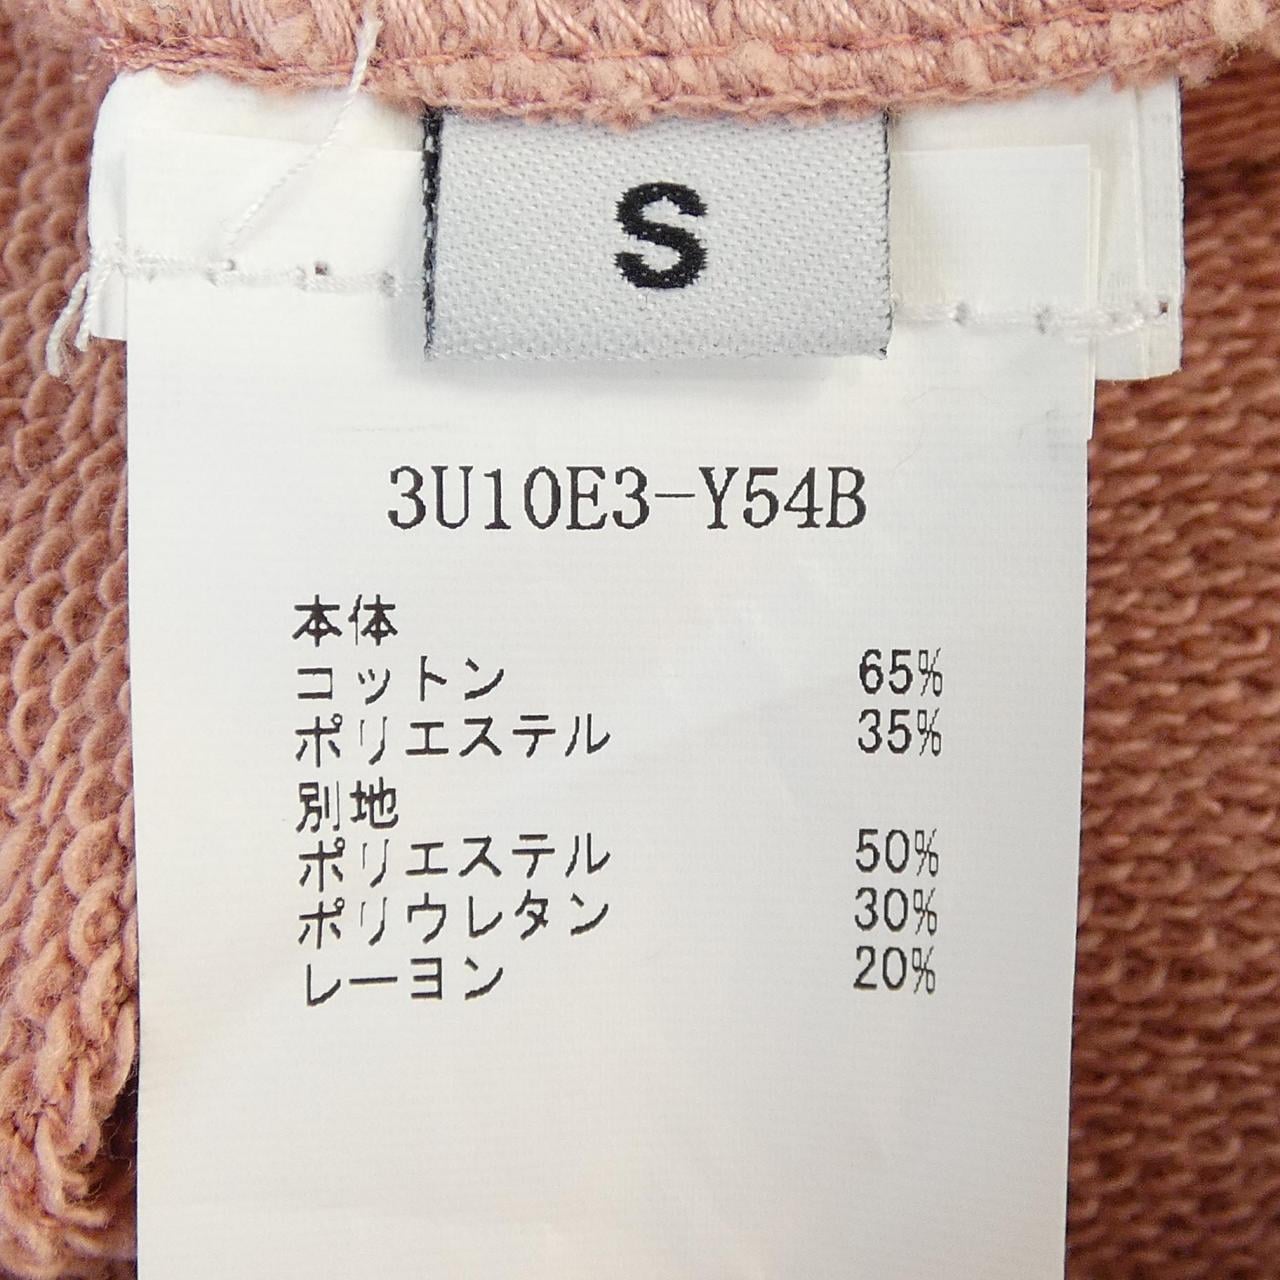 S
3U10E3-Y54B
本体
コットン 65%
ポリエステル 35%
別地
ポリエステル 50%
ポリウレタン 30%
レーヨン 20%